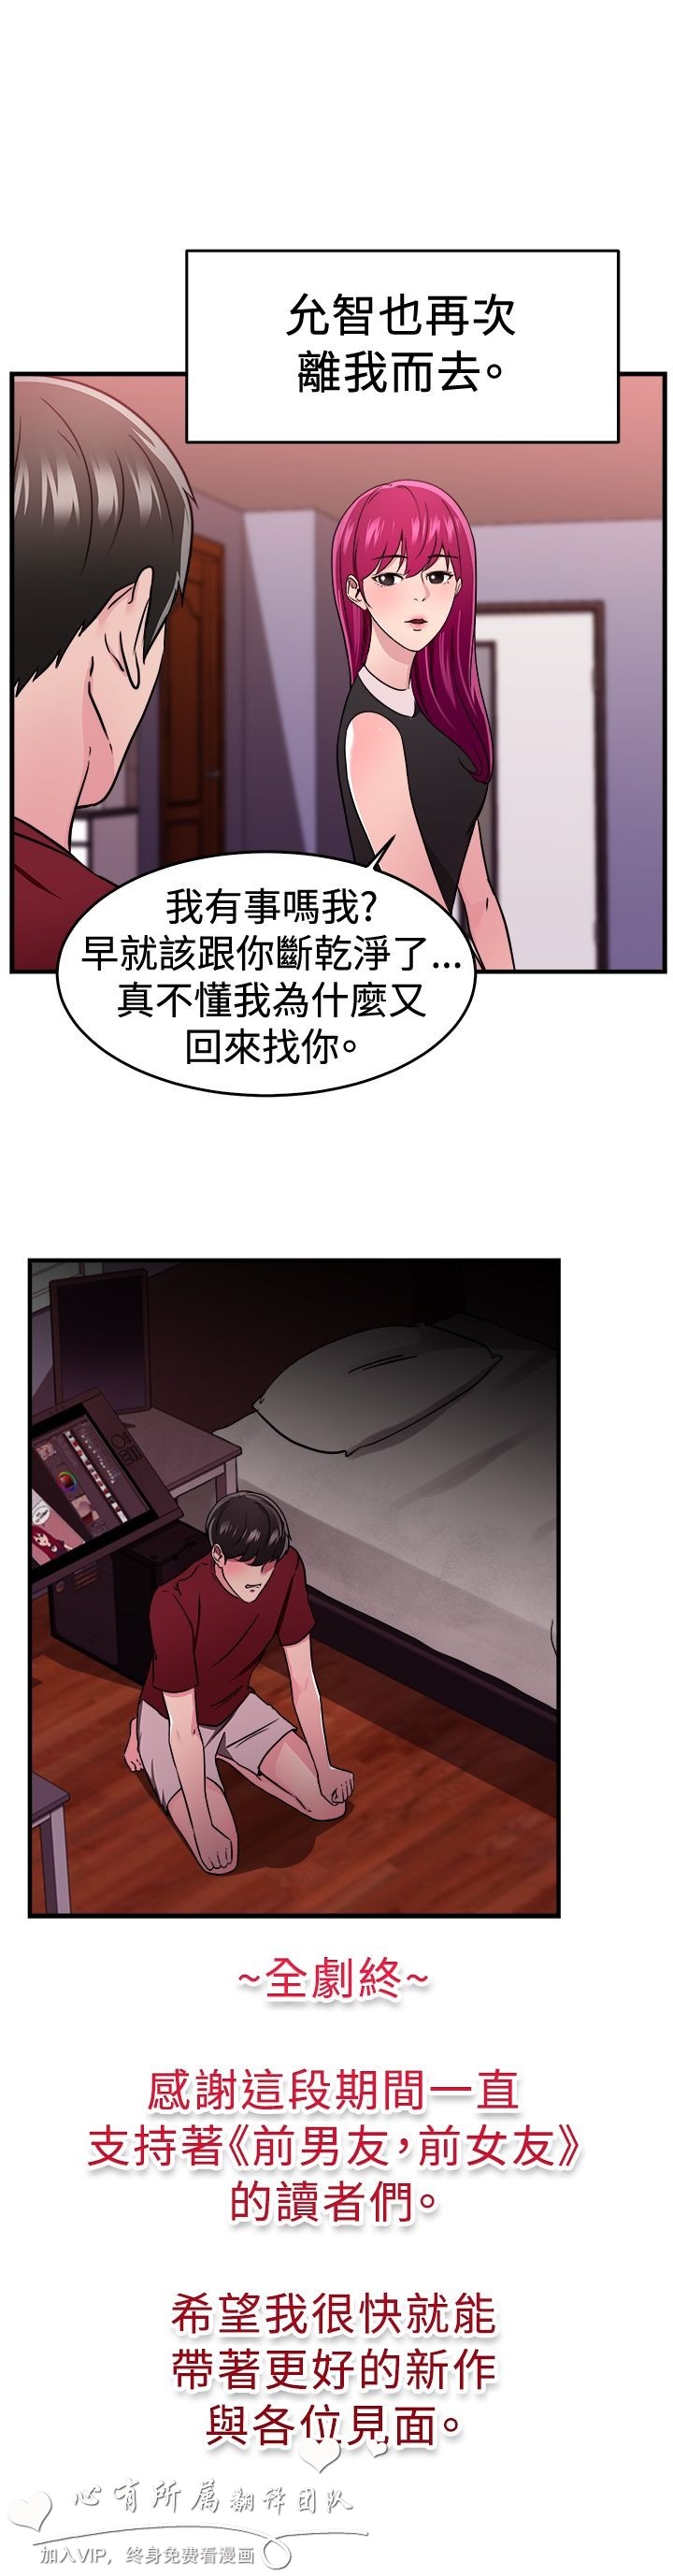 允智也再次
離我而去。
我有事嗎我?
早就該跟你斷乾淨了...
真不懂我為什麼又
回來找你。
~全劇終~
感謝這段期間一直
支持著《前男友，前女友》
的讀者們。
希望我很快就能
帶著更好的新作
與各位見面。
心有所属翻译团队
加入VIP，终身免费看漫画